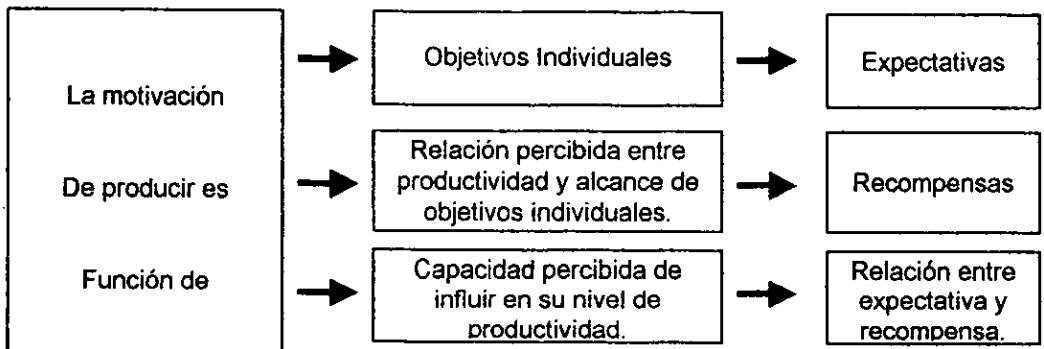 La motivación
De producir es
Función de
Objetivos Individuales
Expectativas
Relación percibida entre
productividad y alcance de
objetivos individuales.
Recompensas
Capacidad percibida de
influir en su nivel de
productividad.
Relación entre
expectativa y
recompensa.